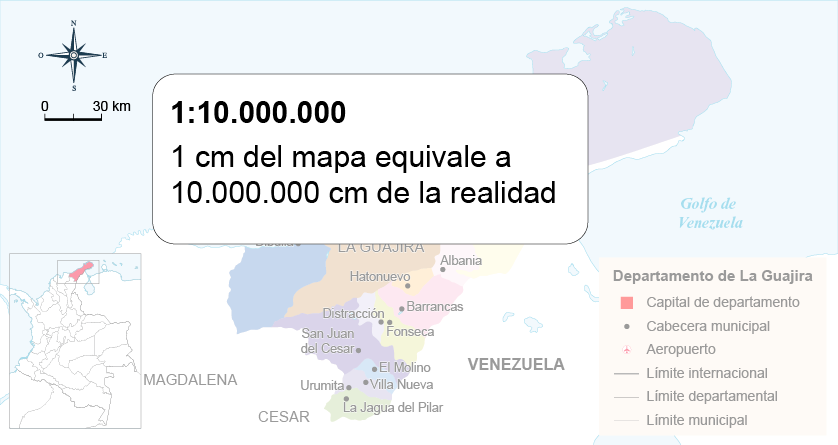 N
O E
S
0 30 km
1:10.000.000
1 cm del mapa equivale a
10.000.000 cm de la realidad
Golfo de
Venezuela
Dibulla
LA GUAJIRA
Albania
Hatonuevo
Barrancas
Distracción
Fonseca
San Juan
del Cesar
El Molino
Urumita
Villa Nueva
La Jagua del Pilar
VENEZUELA
MAGDALENA
CESAR
Departamento de La Guajira
Capital de departamento
Cabecera municipal
Aeropuerto
Límite internacional
Límite departamental
Límite municipal